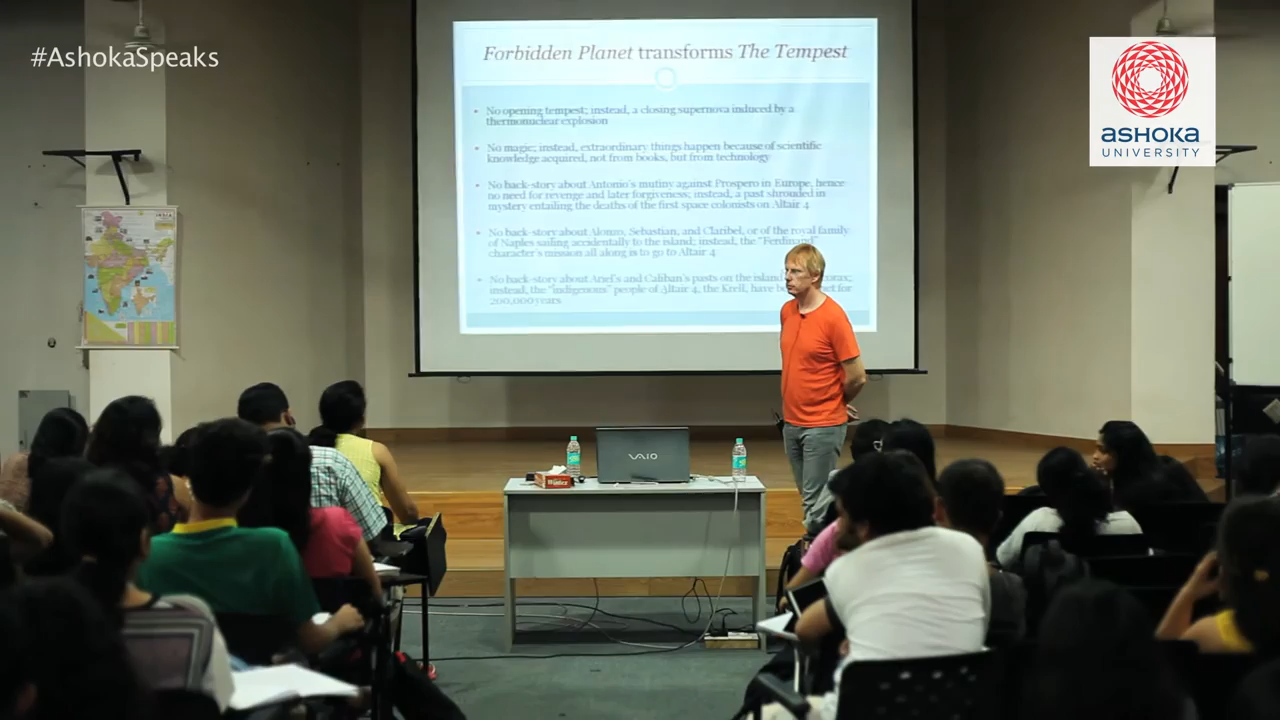 #AshokaSpeaks
Forbidden Planet transforms The Tempest
• No opening tempest; instead, a closing supernova induced by a
thermonuclear explosion
• No magic; instead, extraordinary things happen because of scientific
knowledge acquired, not from books, but from technology
• No back-story about Antonio's mutiny against Prospero in Europe, hence
no need for revenge and later forgiveness; instead, a past shrouded in
mystery entailing the deaths of the first space colonists on Altair 4
• No back-story about Alonzo, Sebastian, and Claribel, or of the royal family
of Naples sailing accidentally to the island; instead, the "Ferdinand"
character's mission all along is to go to Altair 4
• No back-story about Ariel's and Caliban's pasts on the island
instead, the "indigenous" people of Altair 4, the Krell, have for
200,000 years
ASHOKA
UNIVERSITY
INDIA
VAIO